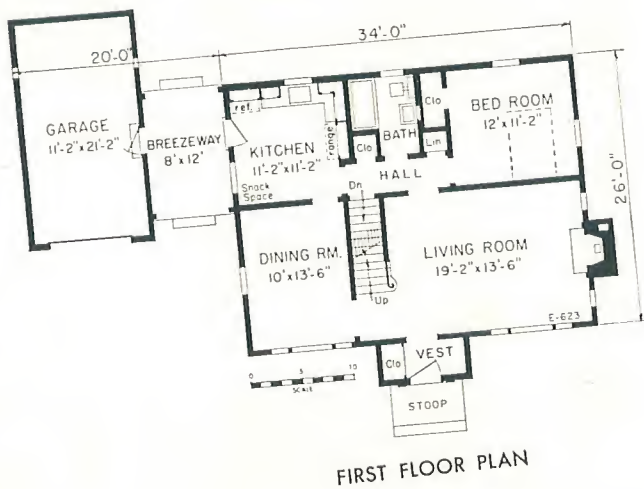 34'-0"
20'-0"
GARAGE
11'-2"x21'-2"
BREEZEWAY
8'x12'
ref.
KITCHEN
11'-2"x11'-2"
range
Snack
Space
Clo
BATH
Clo
Lin
BED ROOM
12'x11'-2"
HALL
Dn
26'-0"
DINING RM.
10'x13'-6"
Up
LIVING ROOM
19'-2"x13'-6"
E-623
0 5 10
SCALE
Clo
VEST
STOOP
FIRST FLOOR PLAN